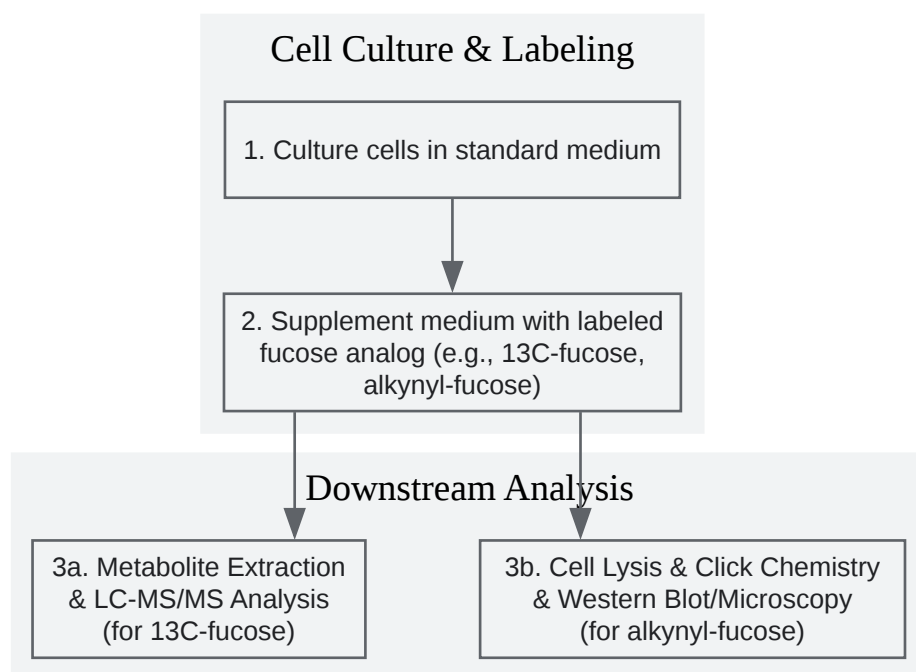 Cell Culture & Labeling
1. Culture cells in standard medium
2. Supplement medium with labeled
fucose analog (e.g., 13C-fucose,
alkynyl-fucose)
Downstream Analysis
3a. Metabolite Extraction
& LC-MS/MS Analysis
(for 13C-fucose)
3b. Cell Lysis & Click Chemistry
& Western Blot/Microscopy
(for alkynyl-fucose)